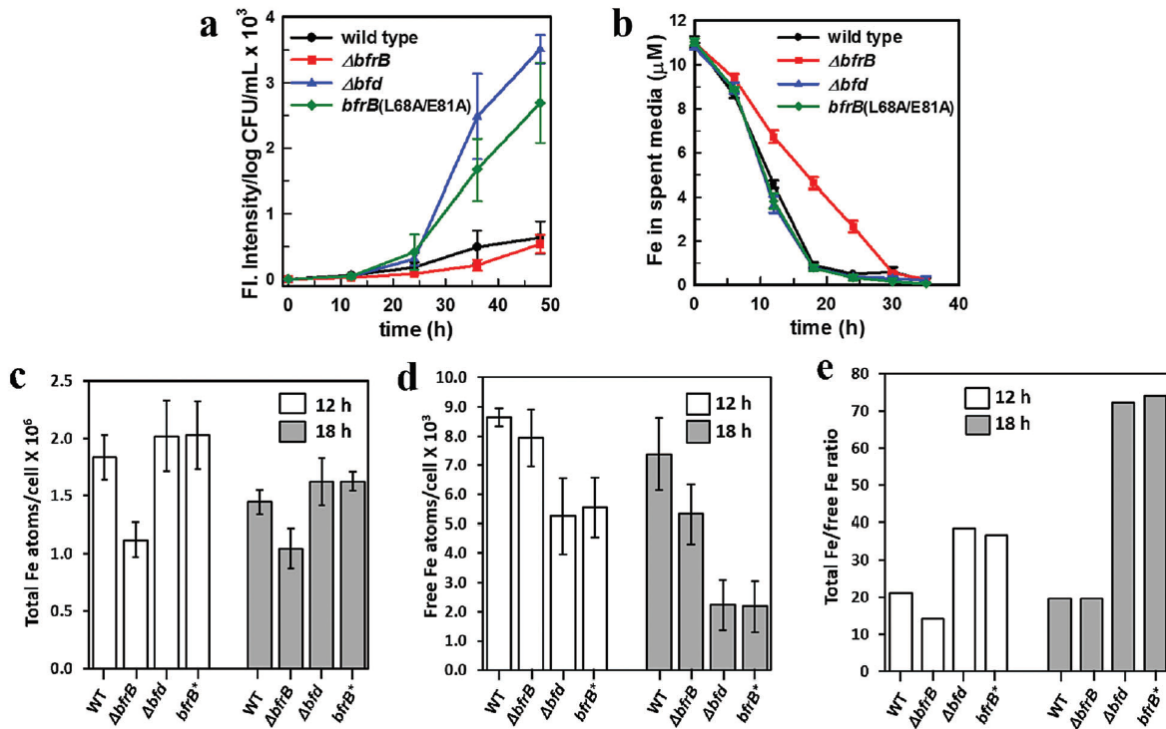 a
Fl. Intensity/log CFU/mL x 10³
4
3
2
1
0
wild type
ΔbfrB
Δbfd
bfrB(L68A/E81A)
0 10 20 30 40 50
time (h)
b
Fe in spent media (μM)
12
10
8
6
4
2
0
wild type
ΔbfrB
Δbfd
bfrB(L68A/E81A)
0 10 20 30 40
time (h)
c
Total Fe atoms/cell X 10⁶
2.5
2.0
1.5
1.0
0.5
0.0
12 h
18 h
WT ΔbfrB Δbfd bfrB* WT ΔbfrB Δbfd bfrB*
d
Free Fe atoms/cell X 10³
10.0
9.0
8.0
7.0
6.0
5.0
4.0
3.0
2.0
1.0
0.0
12 h
18 h
WT ΔbfrB Δbfd bfrB* WT ΔbfrB Δbfd bfrB*
e
Total Fe/free Fe ratio
80
70
60
50
40
30
20
10
0
12 h
18 h
WT ΔbfrB Δbfd bfrB* WT ΔbfrB Δbfd bfrB*